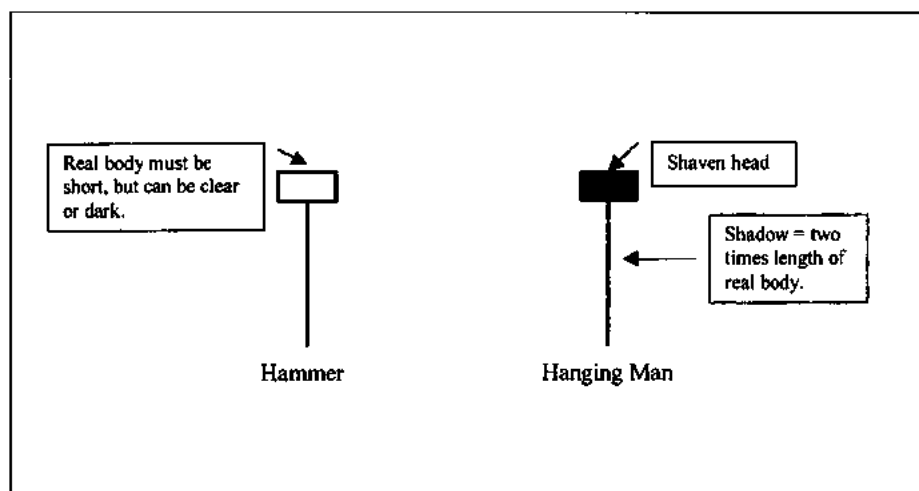 Real body must be
short, but can be clear
or dark.
Shaven head
Shadow = two
times length of
real body.
Hammer
Hanging Man